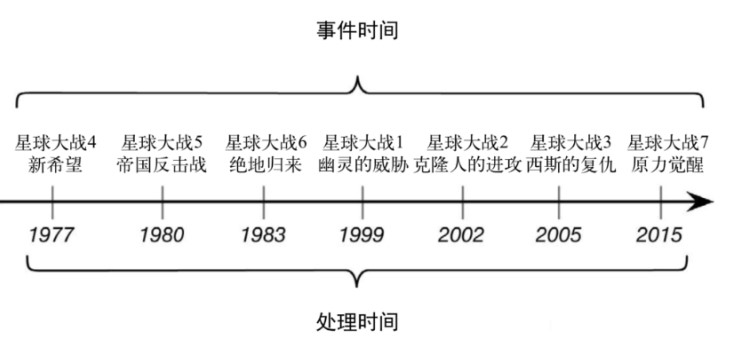 事件时间
星球大战4 星球大战5 星球大战6 星球大战1 星球大战2 星球大战3 星球大战7
新希望 帝国反击战 绝地归来 幽灵的威胁 克隆人的进攻 西斯的复仇 原力觉醒
1977 1980 1983 1999 2002 2005 2015
处理时间